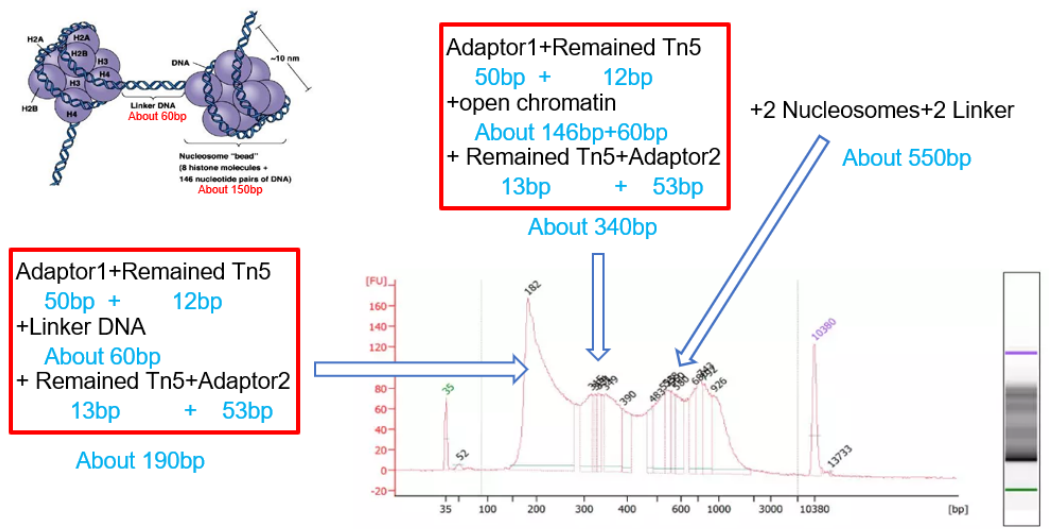 H2A
H2A
H2B
H3
H4
H3
H2B
H4
DNA
~10 nm
Linker DNA
About 60bp
Nucleosome "bead"
(8 histone molecules +
146 nucleotide pairs of DNA)
About 150bp
Adaptor1+Remained Tn5
50bp + 12bp
+open chromatin
About 146bp+60bp
+ Remained Tn5+Adaptor2
13bp + 53bp
About 340bp
+2 Nucleosomes+2 Linker
About 550bp
Adaptor1+Remained Tn5
50bp + 12bp
+Linker DNA
About 60bp
+ Remained Tn5+Adaptor2
13bp + 53bp
About 190bp
[FU]
160
140
120
100
80
60
40
20
0
-20
35
52
182
349
390
483
580
926
10380
13733
35 100 200 300 400 600 1000 3000 10380 [bp]